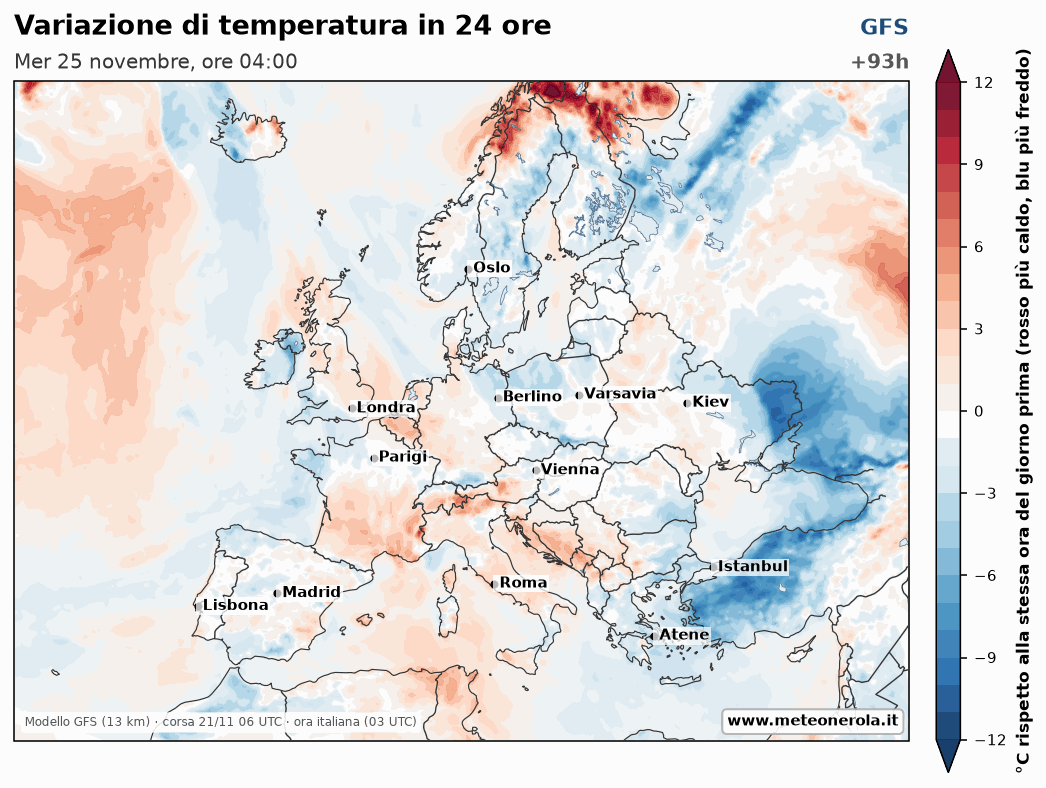 Variazione di temperatura in 24 ore
GFS
Mer 25 novembre, ore 04:00
+93h
Oslo
Londra
Berlino
Varsavia
Kiev
Parigi
Vienna
Istanbul
Roma
Madrid
Lisbona
Atene
Modello GFS (13 km) · corsa 21/11 06 UTC · ora italiana (03 UTC)
www.meteonerola.it
12
9
6
3
0
−3
−6
−9
−12
°C rispetto alla stessa ora del giorno prima (rosso più caldo, blu più freddo)